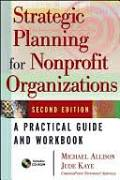 STRATEGIC
PLANNING
for NONPROFIT
ORGANIZATIONS
SECOND EDITION
A PRACTICAL GUIDE AND WORKBOOK
MICHAEL ALLISON
JUDE KAYE